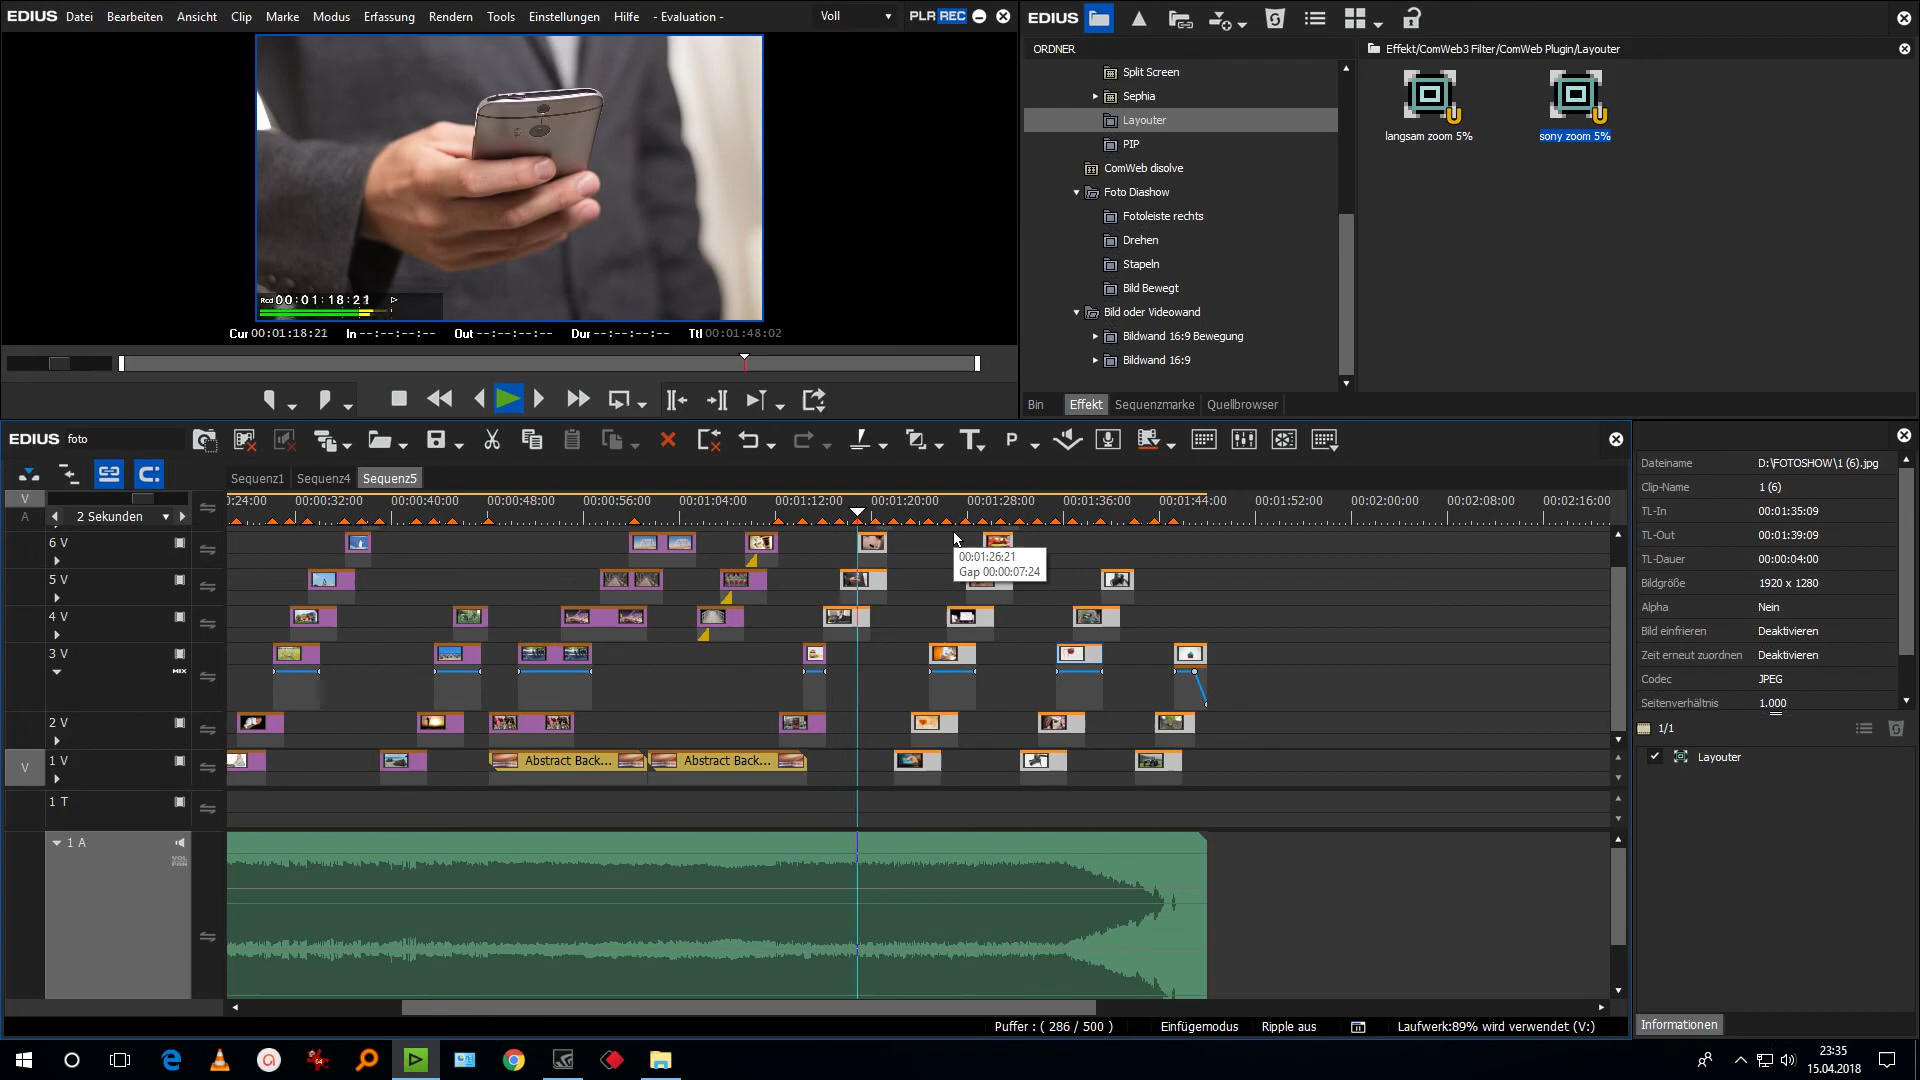 EDIUS Datei Bearbeiten Ansicht Clip Marke Modus Erfassung Rendern Tools Einstellungen Hilfe - Evaluation - Voll PLR REC
Rcd 00:01:18:21
Cur 00:01:18:21 In --:--:--:-- Out --:--:--:-- Dur --:--:--:-- Ttl 00:01:48:02
EDIUS
ORDNER
Split Screen
Sephia
Layouter
PIP
ComWeb disolve
Foto Diashow
Fotoleiste rechts
Drehen
Stapeln
Bild Bewegt
Bild oder Videowand
Bildwand 16:9 Bewegung
Bildwand 16:9
Effekt/ComWeb3 Filter/ComWeb Plugin/Layouter
langsam zoom 5% sony zoom 5%
Bin Effekt Sequenzmarke Quellbrowser
EDIUS foto
Sequenz1 Sequenz4 Sequenz5
V
A
2 Sekunden
0:24:00 00:00:32:00 00:00:40:00 00:00:48:00 00:00:56:00 00:01:04:00 00:01:12:00 00:01:20:00 00:01:28:00 00:01:36:00 00:01:44:00 00:01:52:00 00:02:00:00 00:02:08:00 00:02:16:00
6 V
00:01:26:21
Gap 00:00:07:24
5 V
4 V
3 V
MIX
2 V
V 1 V
Abstract Back... Abstract Back...
1 T
1 A
VOL
PAN
Puffer : ( 286 / 500 ) Einfügemodus Ripple aus Laufwerk:89% wird verwendet (V:)
Dateiname D:\FOTOSHOW\1 (6).jpg
Clip-Name 1 (6)
TL-In 00:01:35:09
TL-Out 00:01:39:09
TL-Dauer 00:00:04:00
Bildgröße 1920 x 1280
Alpha Nein
Bild einfrieren Deaktivieren
Zeit erneut zuordnen Deaktivieren
Codec JPEG
Seitenverhältnis 1.000
1/1
Layouter
Informationen
23:35
15.04.2018